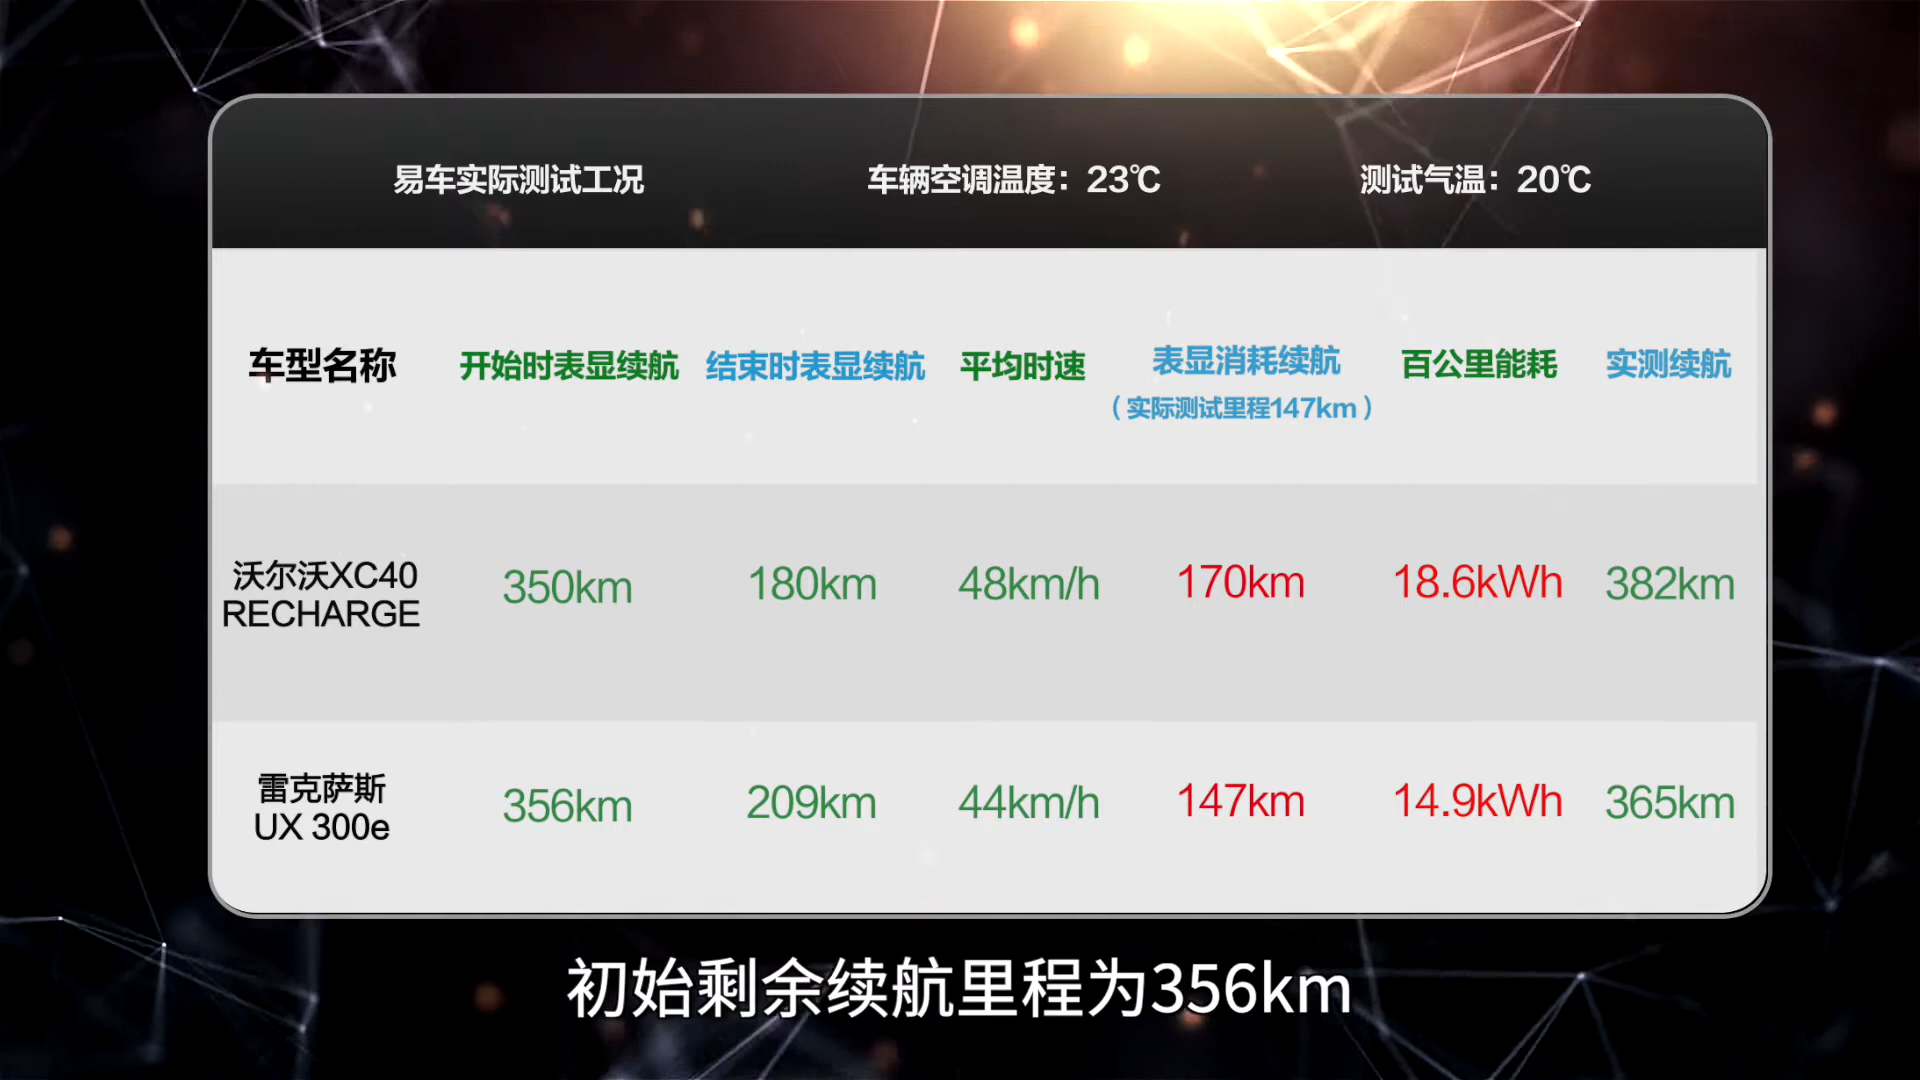 易车实际测试工况 车辆空调温度：23℃ 测试气温：20℃
车型名称 开始时表显续航 结束时表显续航 平均时速 表显消耗续航 百公里能耗 实测续航
（实际测试里程147km）
沃尔沃XC40
RECHARGE
350km 180km 48km/h 170km 18.6kWh 382km
雷克萨斯
UX 300e
356km 209km 44km/h 147km 14.9kWh 365km
初始剩余续航里程为356km